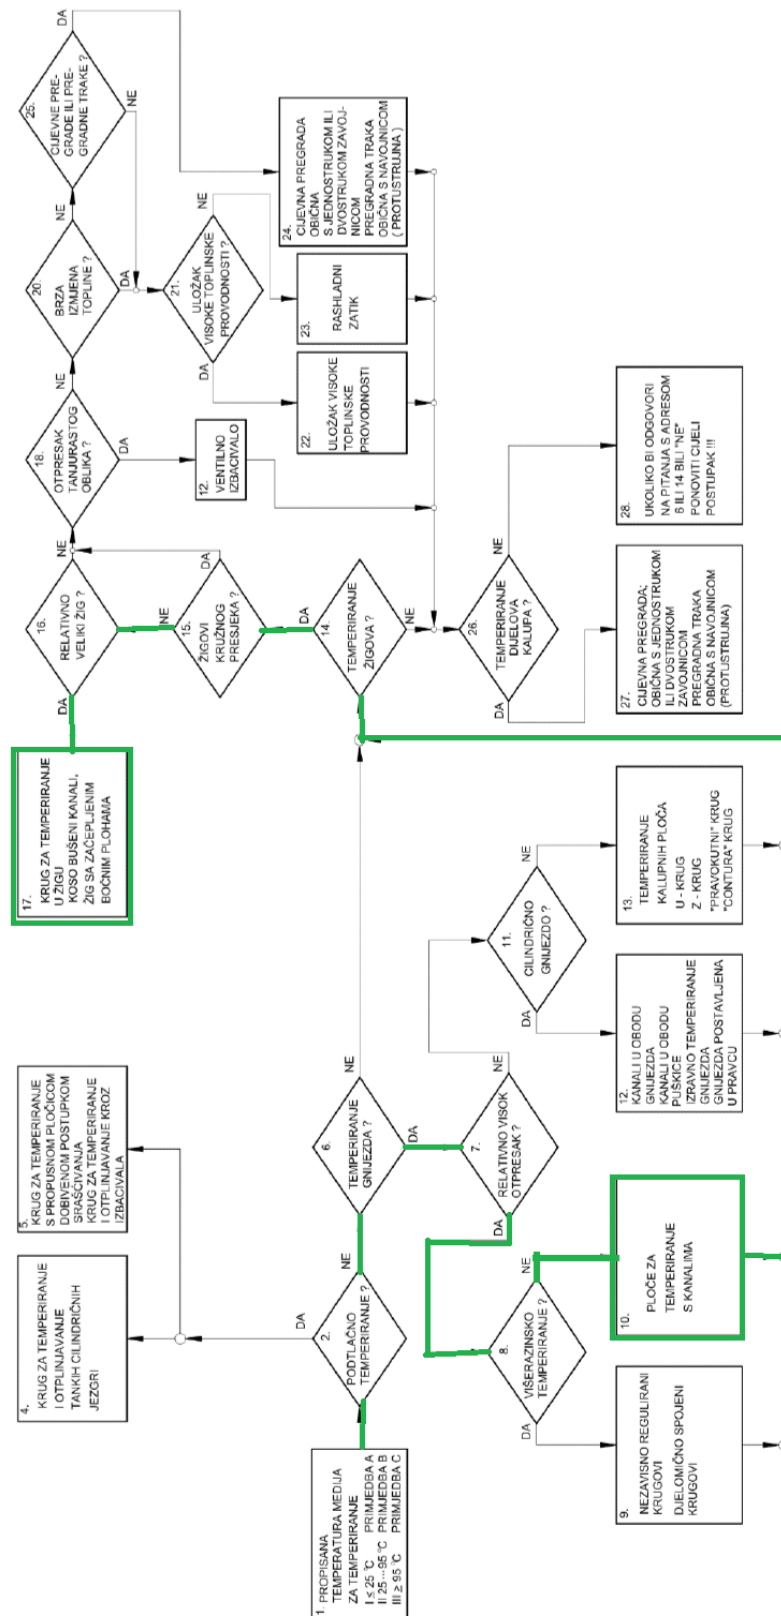 1. PROPISANA
TEMPERATURA MEDIJA
ZA TEMPERIRANJE
I ≤ 25 °C PRIMJEDBA A
II 25···95 °C PRIMJEDBA B
III ≥ 95 °C PRIMJEDBA C
2.
PODTLAČNO
TEMPERIRANJE ?
DA
NE
4.
KRUG ZA TEMPERIRANJE
I OTPLINJAVANJE
TANKIH CILINDRIČNIH
JEZGRI
5.
KRUG ZA TEMPERIRANJE
S PROPUSNOM PLOČICOM
DOBIVENOM POSTUPKOM
SRAŠĆIVANJA
KRUG ZA TEMPERIRANJE
I OTPLINJAVANJE KROZ
IZBACIVALA
6.
TEMPERIRANJE
GNIJEZDA ?
NE
DA
7.
RELATIVNO VISOK
OTPRESAK
DA
NE
8.
VIŠERAZINSKO
TEMPERIRANJE ?
DA
NE
9.
NEZAVISNO REGULIRANI
KRUGOVI
DJELOMIČNO SPOJENI
KRUGOVI
10.
PLOČE ZA
TEMPERIRANJE
S KANALIMA
11.
CILINDRIČNO
GNIJEZDO ?
DA
NE
12.
KANALI U OBODU
GNIJEZDA
KANALI U OBODU
PUŠKICE
IZRAVNO TEMPERIRANJE
GNIJEZDA
GNIJEZDA POSTAVLJENA
U PRAVCU
13.
TEMPERIRANJE
KALUPNIH PLOČA
U - KRUG
Z - KRUG
"PRAVOKUTNI" KRUG
"CONTURA" KRUG
14.
TEMPERIRANJE
ŽIGOVA ?
DA
NE
15.
ŽIGOVI
KRUŽNOG
PRESJEKA ?
NE
DA
16.
RELATIVNO
VELIKI ŽIG ?
DA
NE
17.
KRUG ZA TEMPERIRANJE
U ŽIGU
KOSO BUŠENI KANALI,
ŽIG SA ZAČEPLJENIM
BOČNIM PLOHAMA
18.
OTPRESAK
TANJURASTOG
OBLIKA ?
NE
DA
12.
VENTILNO
IZBACIVALO
20.
BRZA
IZMJENA
TOPLINE ?
NE
DA
21.
ULOŽAK
VISOKE TOPLINSKE
PROVODNOSTI ?
DA
NE
22.
ULOŽAK VISOKE
TOPLINSKE
PROVODNOSTI
23.
RASHLADNI
ZATIK
24.
CIJEVNA PREGRADA
OBIČNA
S JEDNOSTRUKOM ILI
DVOSTRUKOM ZAVOJ-
NICOM
PREGRADNA TRAKA
OBIČNA S NAVOJNICOM
( PROTUSTRUJNA )
25.
CIJEVNE PRE-
GRADE ILI PRE-
GRADNE TRAKE ?
DA
NE
26.
TEMPERIRANJE
DIJELOVA
KALUPA ?
DA
NE
27.
CIJEVNA PREGRADA;
OBIČNA S JEDNOSTRUKOM
ILI DVOSTRUKOM
ZAVOJNICOM
PREGRADNA TRAKA
OBIČNA S NAVOJNICOM
(PROTUSTRUJNA)
28.
UKOLIKO BI ODGOVORI
NA PITANJA S ADRESOM
6 ILI 14 BILI "NE"
PONOVITI CIJELI
POSTUPAK !!!